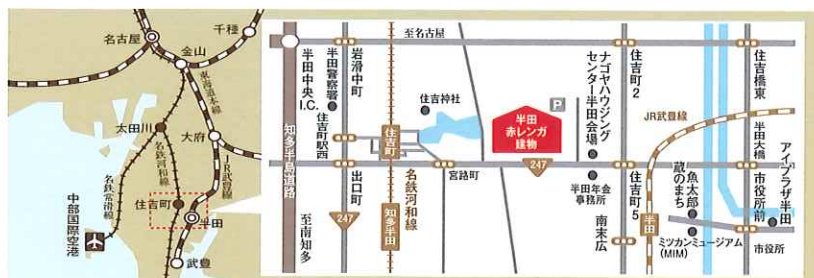 千種
名古屋
金山
東海道本線
太田川
大府
名鉄河和線
JR武豊線
名鉄常滑線
住吉町
半田
中部国際空港
武豊
至名古屋
半田中央
I.C.
半田警察署
岩滑中町
住吉神社
住吉町
住吉町駅西
知多半島道路
出口町
247
至南知多
名鉄河和線
知多半田
宮路町
半田
赤レンガ
建物
P
247
ナゴヤハウジング
センター半田会場
半田年金
事務所
住吉町2
住吉町5
南末広
JR武豊線
半田
住吉橋東
半田大橋
市役所前
アイプラザ半田
魚太郎
蔵のまち
ミツカンミュージアム
(MIM)
市役所